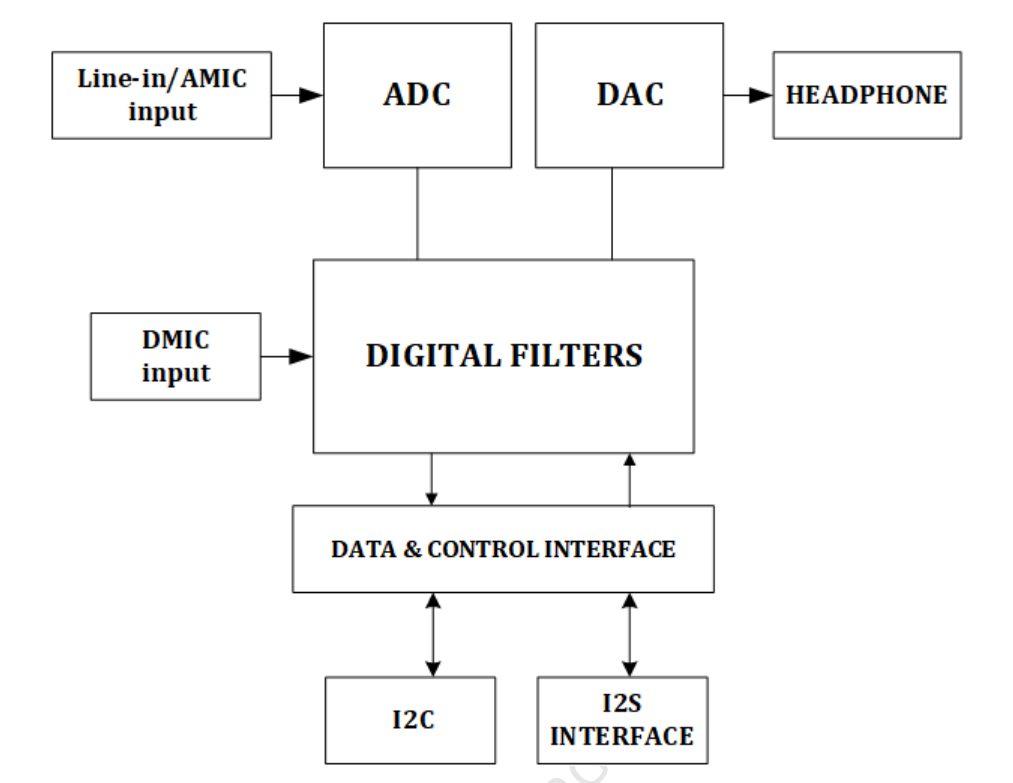 Line-in/AMIC
input
ADC
DAC
HEADPHONE
DMIC
input
DIGITAL FILTERS
DATA & CONTROL INTERFACE
I2C
I2S
INTERFACE